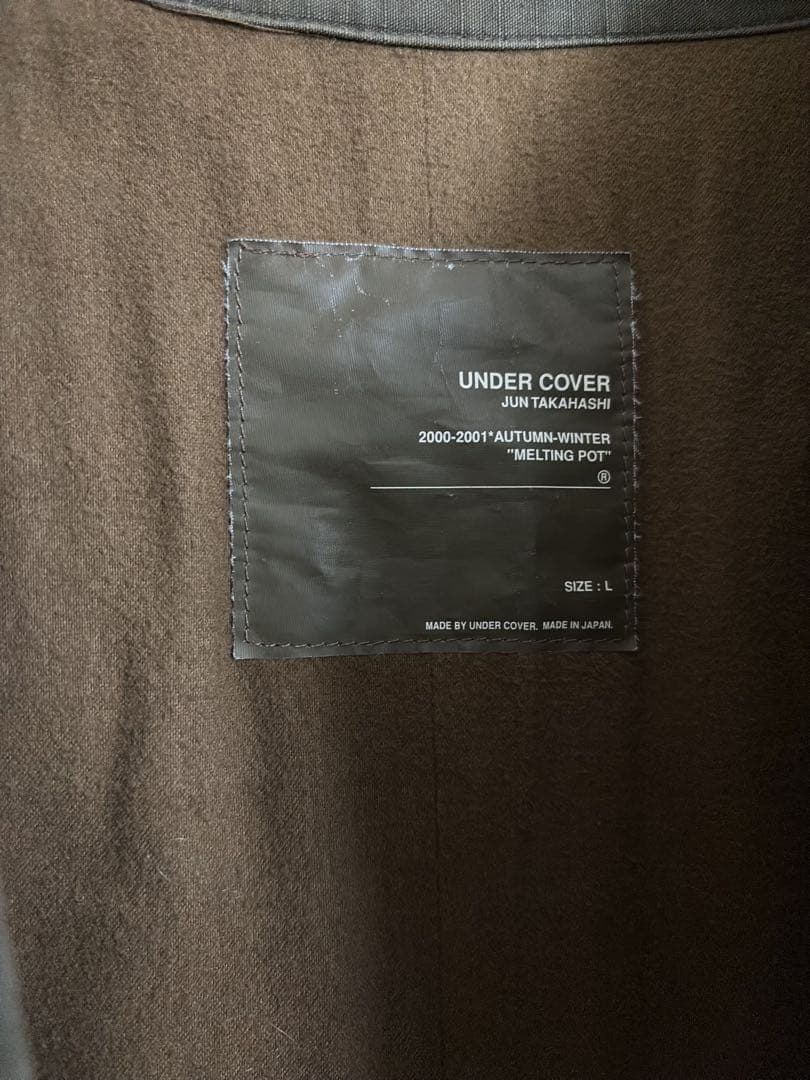 UNDER COVER
JUN TAKAHASHI
2000-2001*AUTUMN-WINTER
"MELTING POT"
®
SIZE : L
MADE BY UNDER COVER. MADE IN JAPAN.